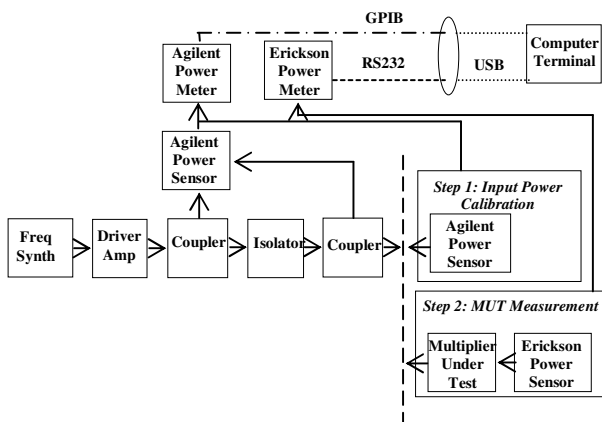 GPIB
Agilent
Power
Meter
Erickson
Power
Meter
RS232
USB
Computer
Terminal
Agilent
Power
Sensor
Step 1: Input Power
Calibration
Agilent
Power
Sensor
Freq
Synth
Driver
Amp
Coupler
Isolator
Coupler
Step 2: MUT Measurement
Multiplier
Under
Test
Erickson
Power
Sensor